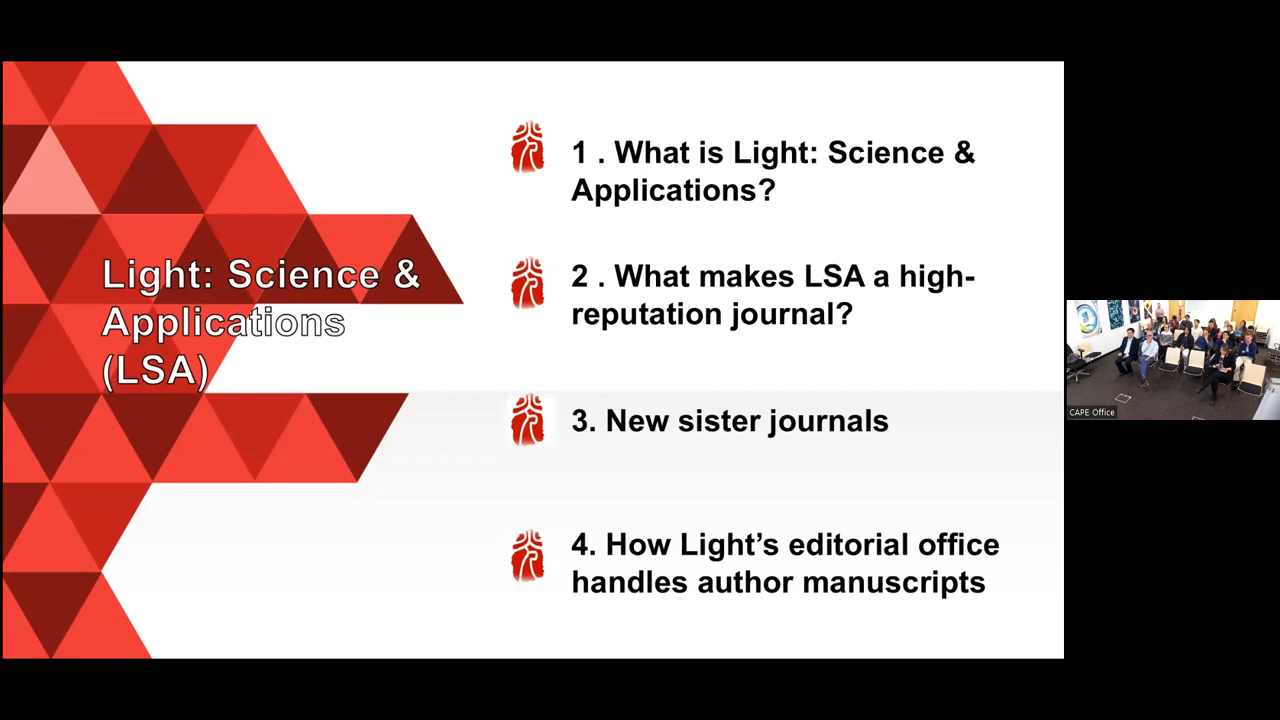 Light: Science &
Applications
(LSA)
1 . What is Light: Science &
Applications?
2 . What makes LSA a high-
reputation journal?
3. New sister journals
4. How Light’s editorial office
handles author manuscripts
CAPE Office